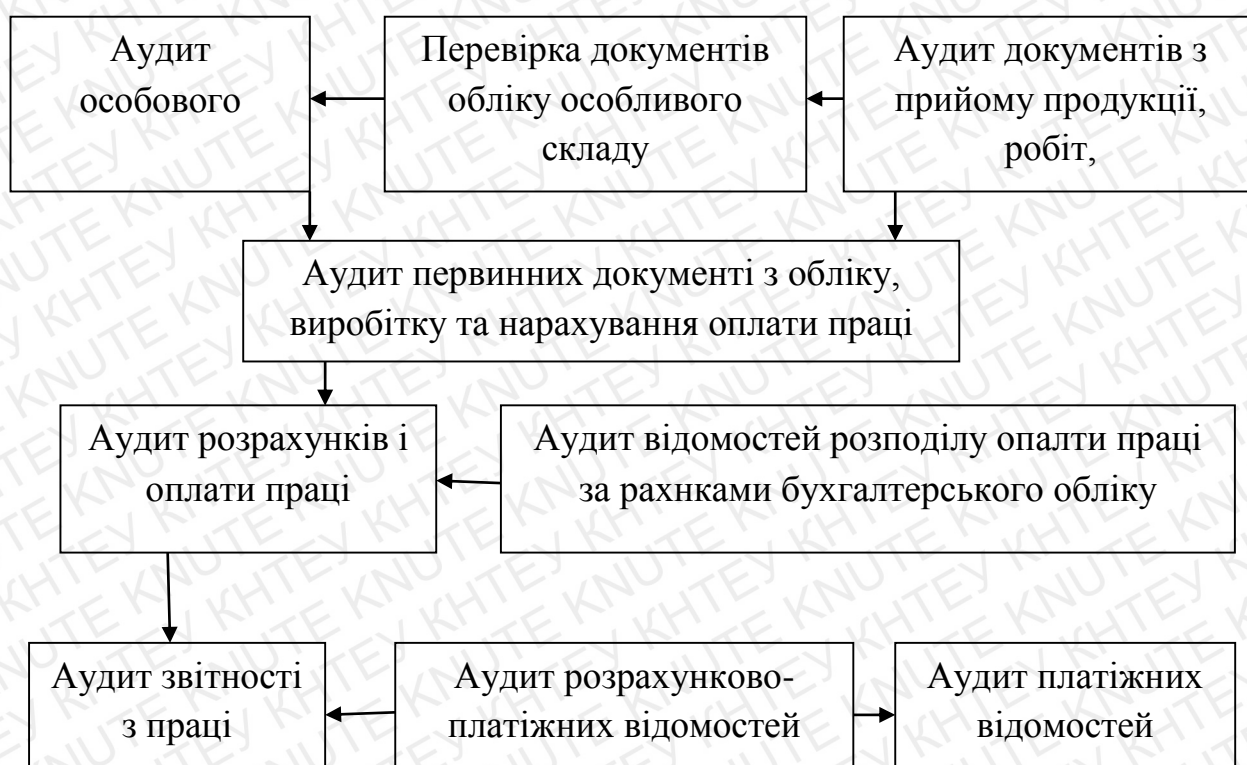 Аудит
особового
Перевірка документів
обліку особливого
складу
Аудит документів з
прийому продукції,
робіт,
Аудит первинних документі з обліку,
виробітку та нарахування оплати праці
Аудит розрахунків і
оплати праці
Аудит відомостей розподілу опалти праці
за рахнками бухгалтерського обліку
Аудит звітності
з праці
Аудит розрахунково-
платіжних відомостей
Аудит платіжних
відомостей
KNUTE КНТЕУ